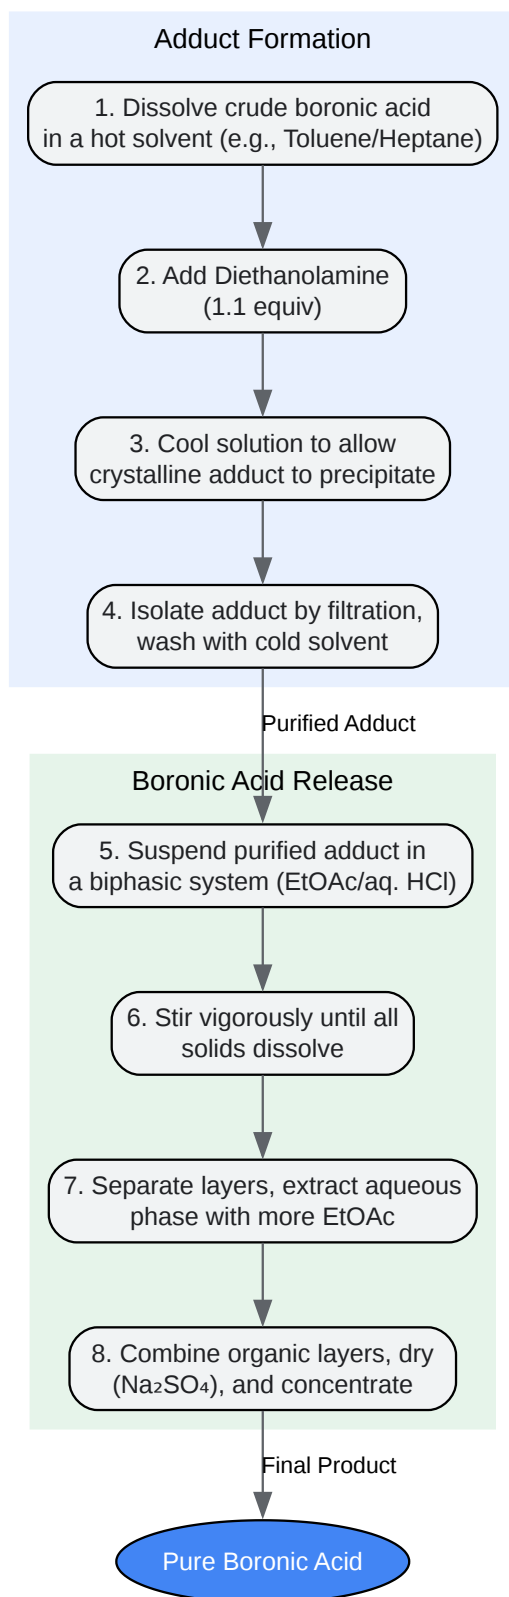 Adduct Formation
1. Dissolve crude boronic acid
in a hot solvent (e.g., Toluene/Heptane)
2. Add Diethanolamine
(1.1 equiv)
3. Cool solution to allow
crystalline adduct to precipitate
4. Isolate adduct by filtration,
wash with cold solvent
Purified Adduct
Boronic Acid Release
5. Suspend purified adduct in
a biphasic system (EtOAc/aq. HCl)
6. Stir vigorously until all
solids dissolve
7. Separate layers, extract aqueous
phase with more EtOAc
8. Combine organic layers, dry
(Na₂SO₄), and concentrate
Final Product
Pure Boronic Acid